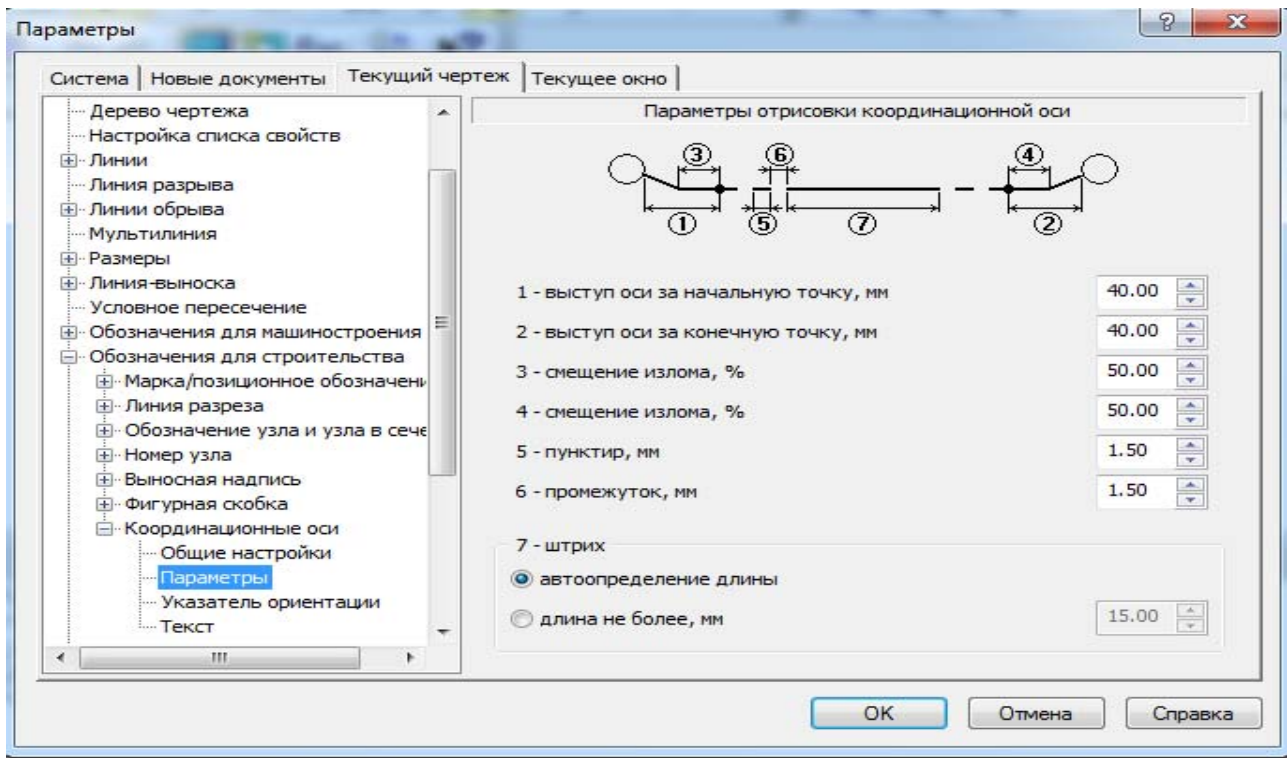 Параметры
Система Новые документы Текущий чертеж Текущее окно
Дерево чертежа
Настройка списка свойств
Линии
Линия разрыва
Линии обрыва
Мультилиния
Размеры
Линия-выноска
Условное пересечение
Обозначения для машиностроения
Обозначения для строительства
Марка/позиционное обозначени
Линия разреза
Обозначение узла и узла в сече
Номер узла
Выносная надпись
Фигурная скобка
Координационные оси
Общие настройки
Параметры
Указатель ориентации
Текст
Параметры отрисовки координационной оси
3 6 4
1 5 7 2
1 - выступ оси за начальную точку, мм 40.00
2 - выступ оси за конечную точку, мм 40.00
3 - смещение излома, % 50.00
4 - смещение излома, % 50.00
5 - пунктир, мм 1.50
6 - промежуток, мм 1.50
7 - штрих
автоопределение длины
длина не более, мм 15.00
OK Отмена Справка